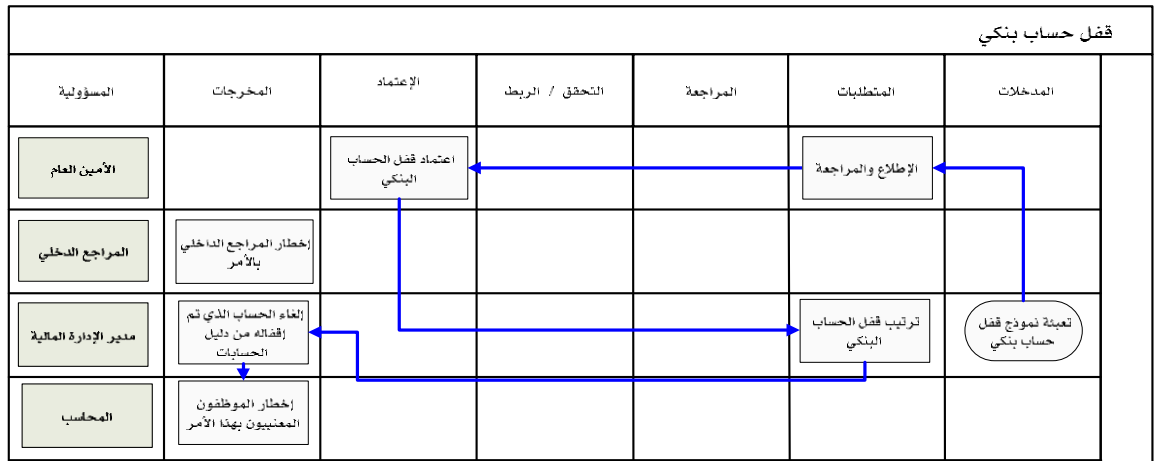 قفل حساب بنكي
المدخلات
المتطلبات
المراجعة
التحقق / الربط
الإعتماد
المخرجات
المسؤولية
الإطلاع والمراجعة
اعتماد قفل الحساب
البنكي
الأمين العام
إخطار المراجع الداخلي
بالأمر
المراجع الدخلي
تعبئة نموذج قفل
حساب بنكي
ترتيب قفل الحساب
البنكي
إلغاء الحساب الذي تم
إقفاله من دليل
الحسابات
مدير الإدارة المالية
إخطار الموظفون
المعنييون بهذا الأمر
المحاسب